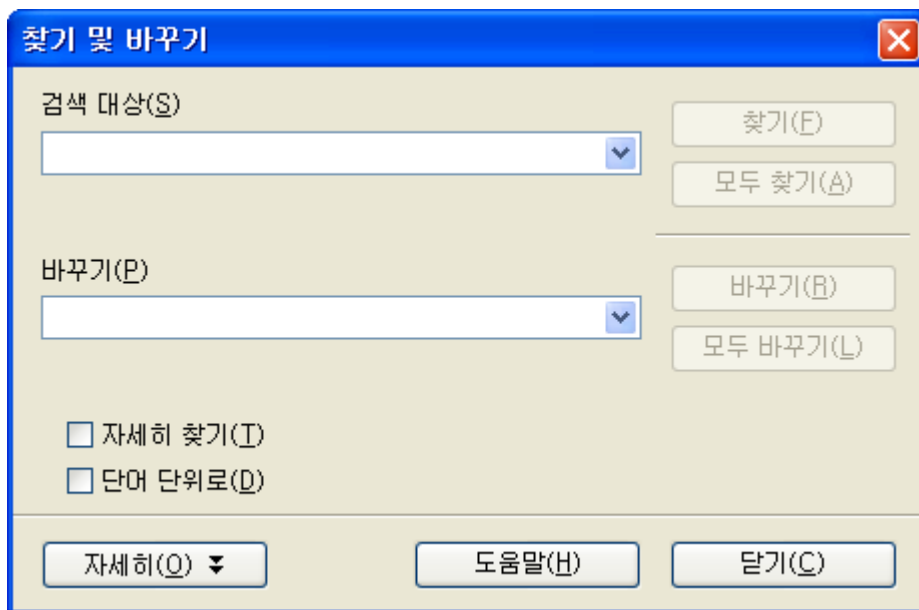 찾기 및 바꾸기
검색 대상(S)
찾기(F)
모두 찾기(A)
바꾸기(P)
바꾸기(R)
모두 바꾸기(L)
자세히 찾기(T)
단어 단위로(D)
자세히(O)
도움말(H)
닫기(C)